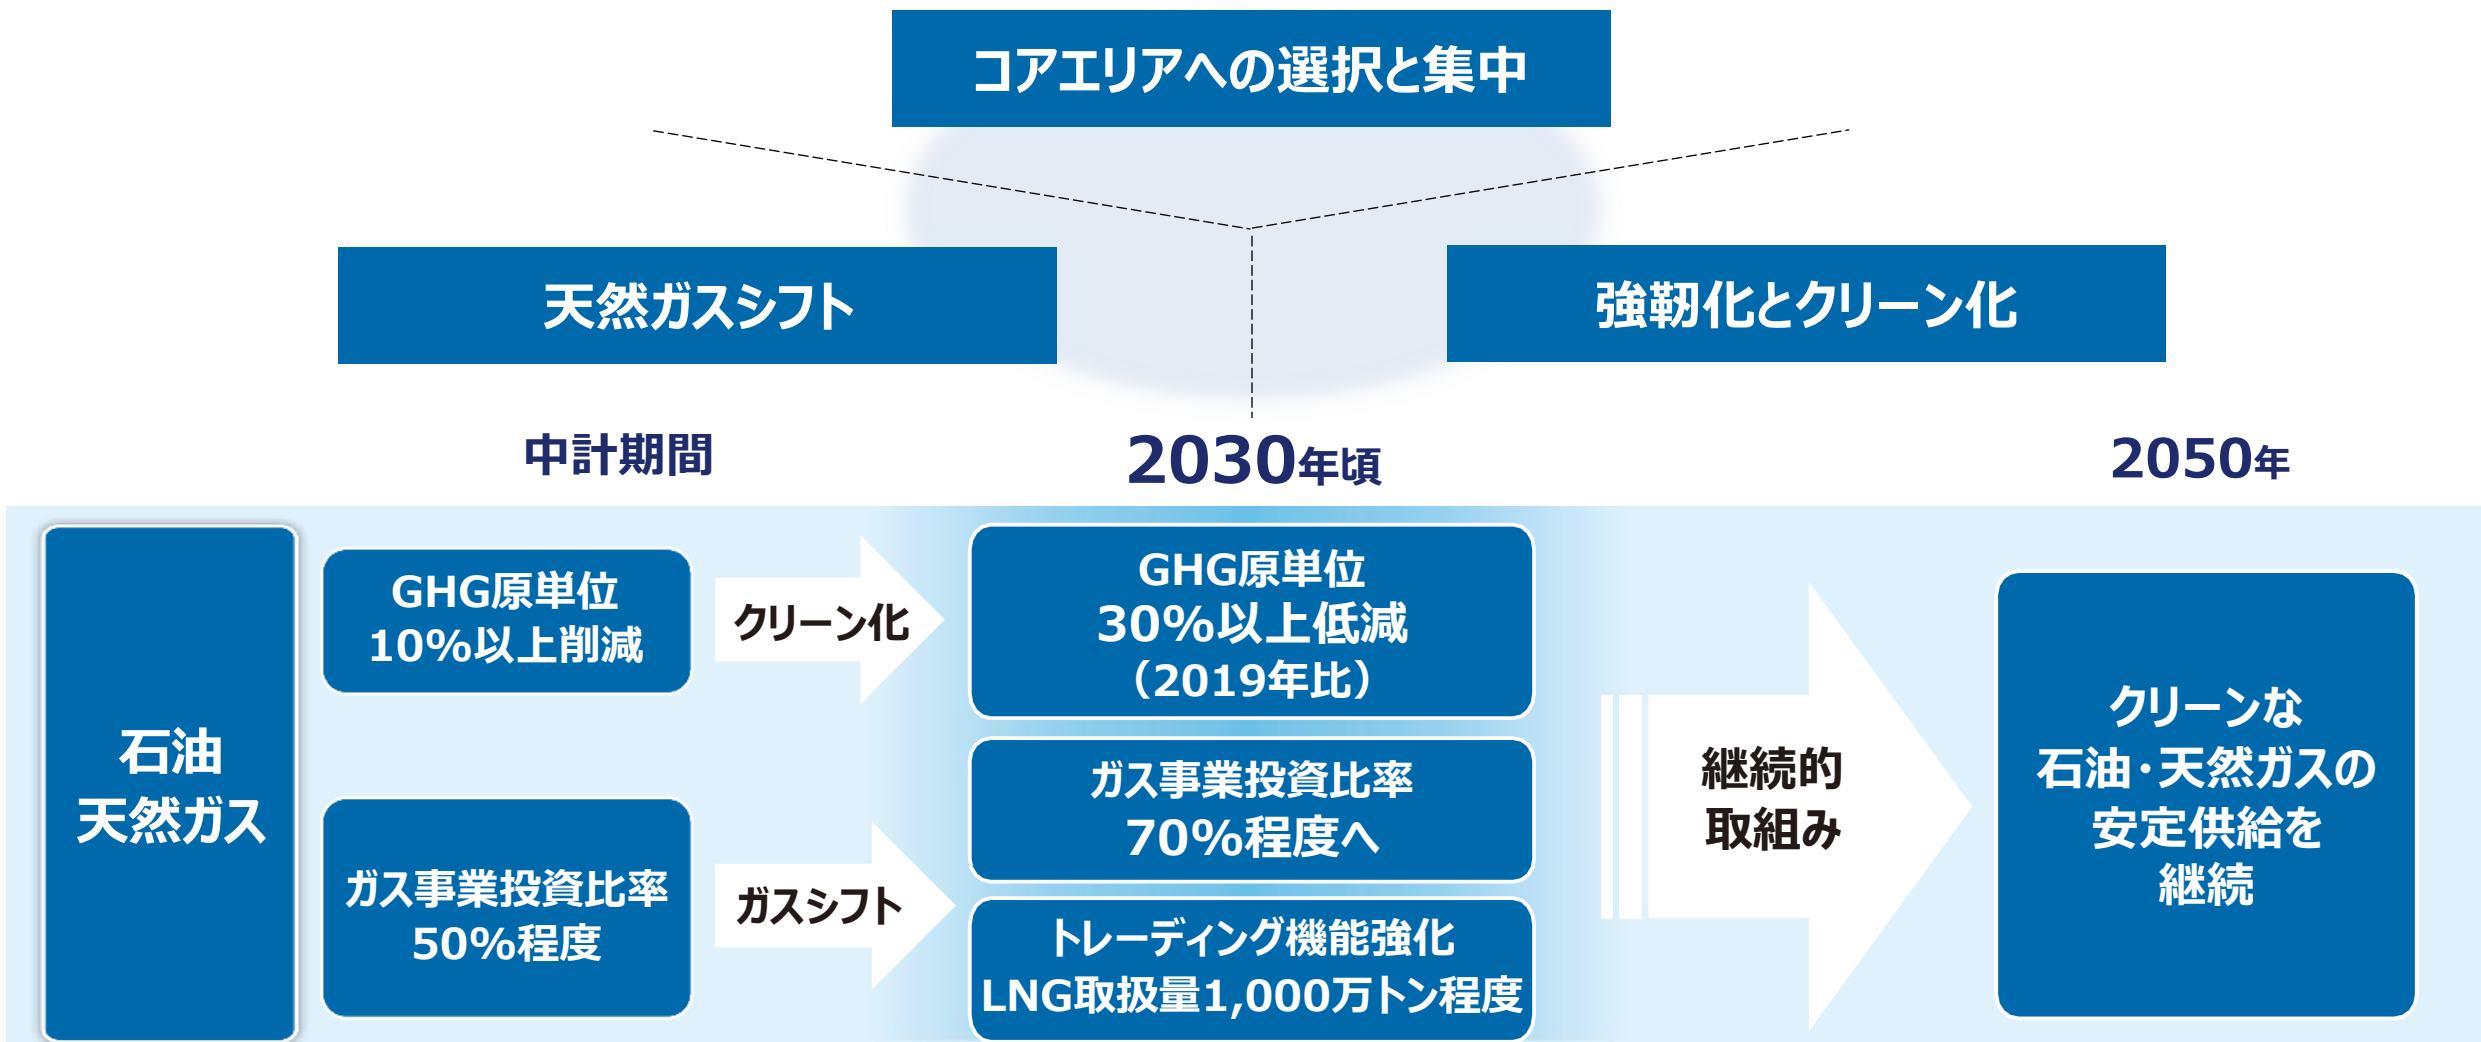 コアエリアへの選択と集中
天然ガスシフト
強靭化とクリーン化
中計期間
2030年頃
2050年
石油
天然ガス
GHG原単位
10%以上削減
クリーン化
GHG原単位
30%以上低減
（2019年比）
ガス事業投資比率
50%程度
ガスシフト
ガス事業投資比率
70%程度へ
トレーディング機能強化
LNG取扱量1,000万トン程度
継続的
取組み
クリーンな
石油・天然ガスの
安定供給を
継続